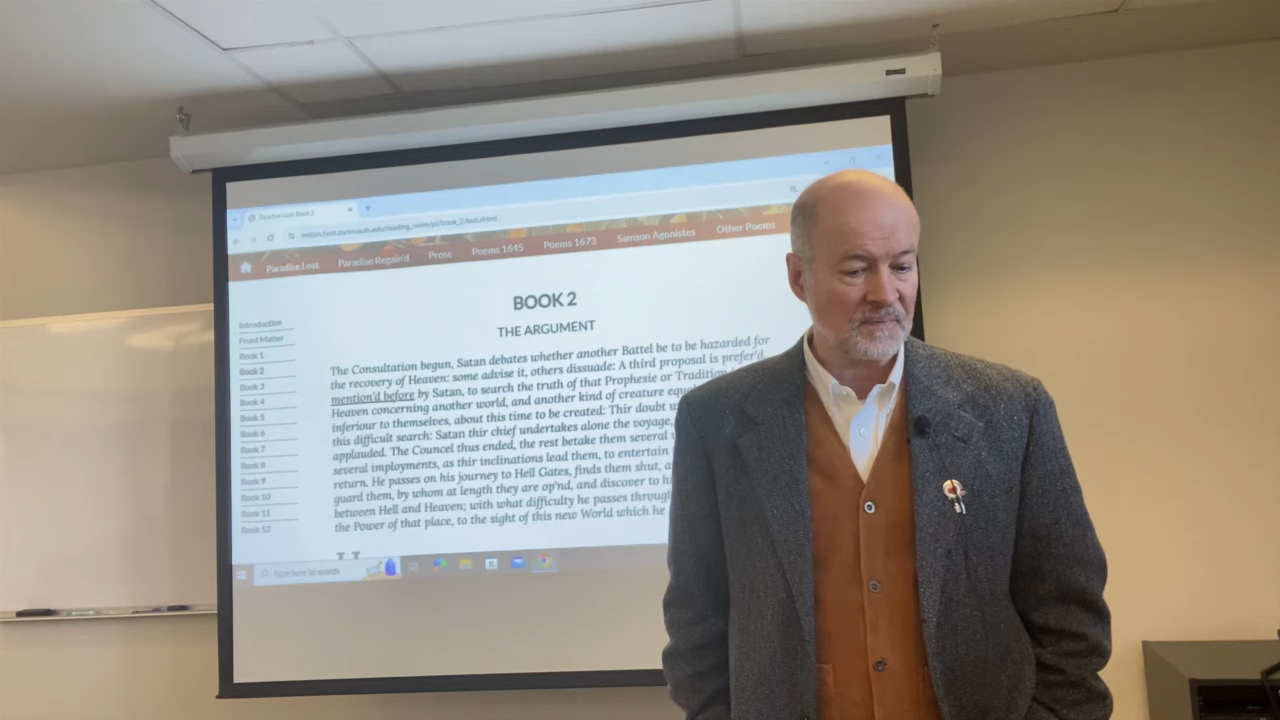 Paradise Lost Book 2
milton.host.dartmouth.edu/reading_room/pl/book_2/text.shtml
Paradise Lost Paradise Regain'd Prose Poems 1645 Poems 1673 Samson Agonistes Other Poems
Introduction
Front Matter
Book 1
Book 2
Book 3
Book 4
Book 5
Book 6
Book 7
Book 8
Book 9
Book 10
Book 11
Book 12
BOOK 2
THE ARGUMENT
The Consultation begun, Satan debates whether another Battel be to be hazarded for
the recovery of Heaven: some advise it, others dissuade: A third proposal is prefer'd
mention'd before by Satan, to search the truth of that Prophesie or Tradition
Heaven concerning another world, and another kind of creature
inferiour to themselves, about this time to be created: Thir doubt
this difficult search: Satan thir chief undertakes alone the voyage,
applauded. The Councel thus ended, the rest betake them several
several imployments, as thir inclinations lead them, to entertain
return. He passes on his journey to Hell Gates, finds them shut,
guard them, by whom at length they are op'nd, and discover to
between Hell and Heaven; with what difficulty he passes through
the Power of that place, to the sight of this new World which he
Type here to search